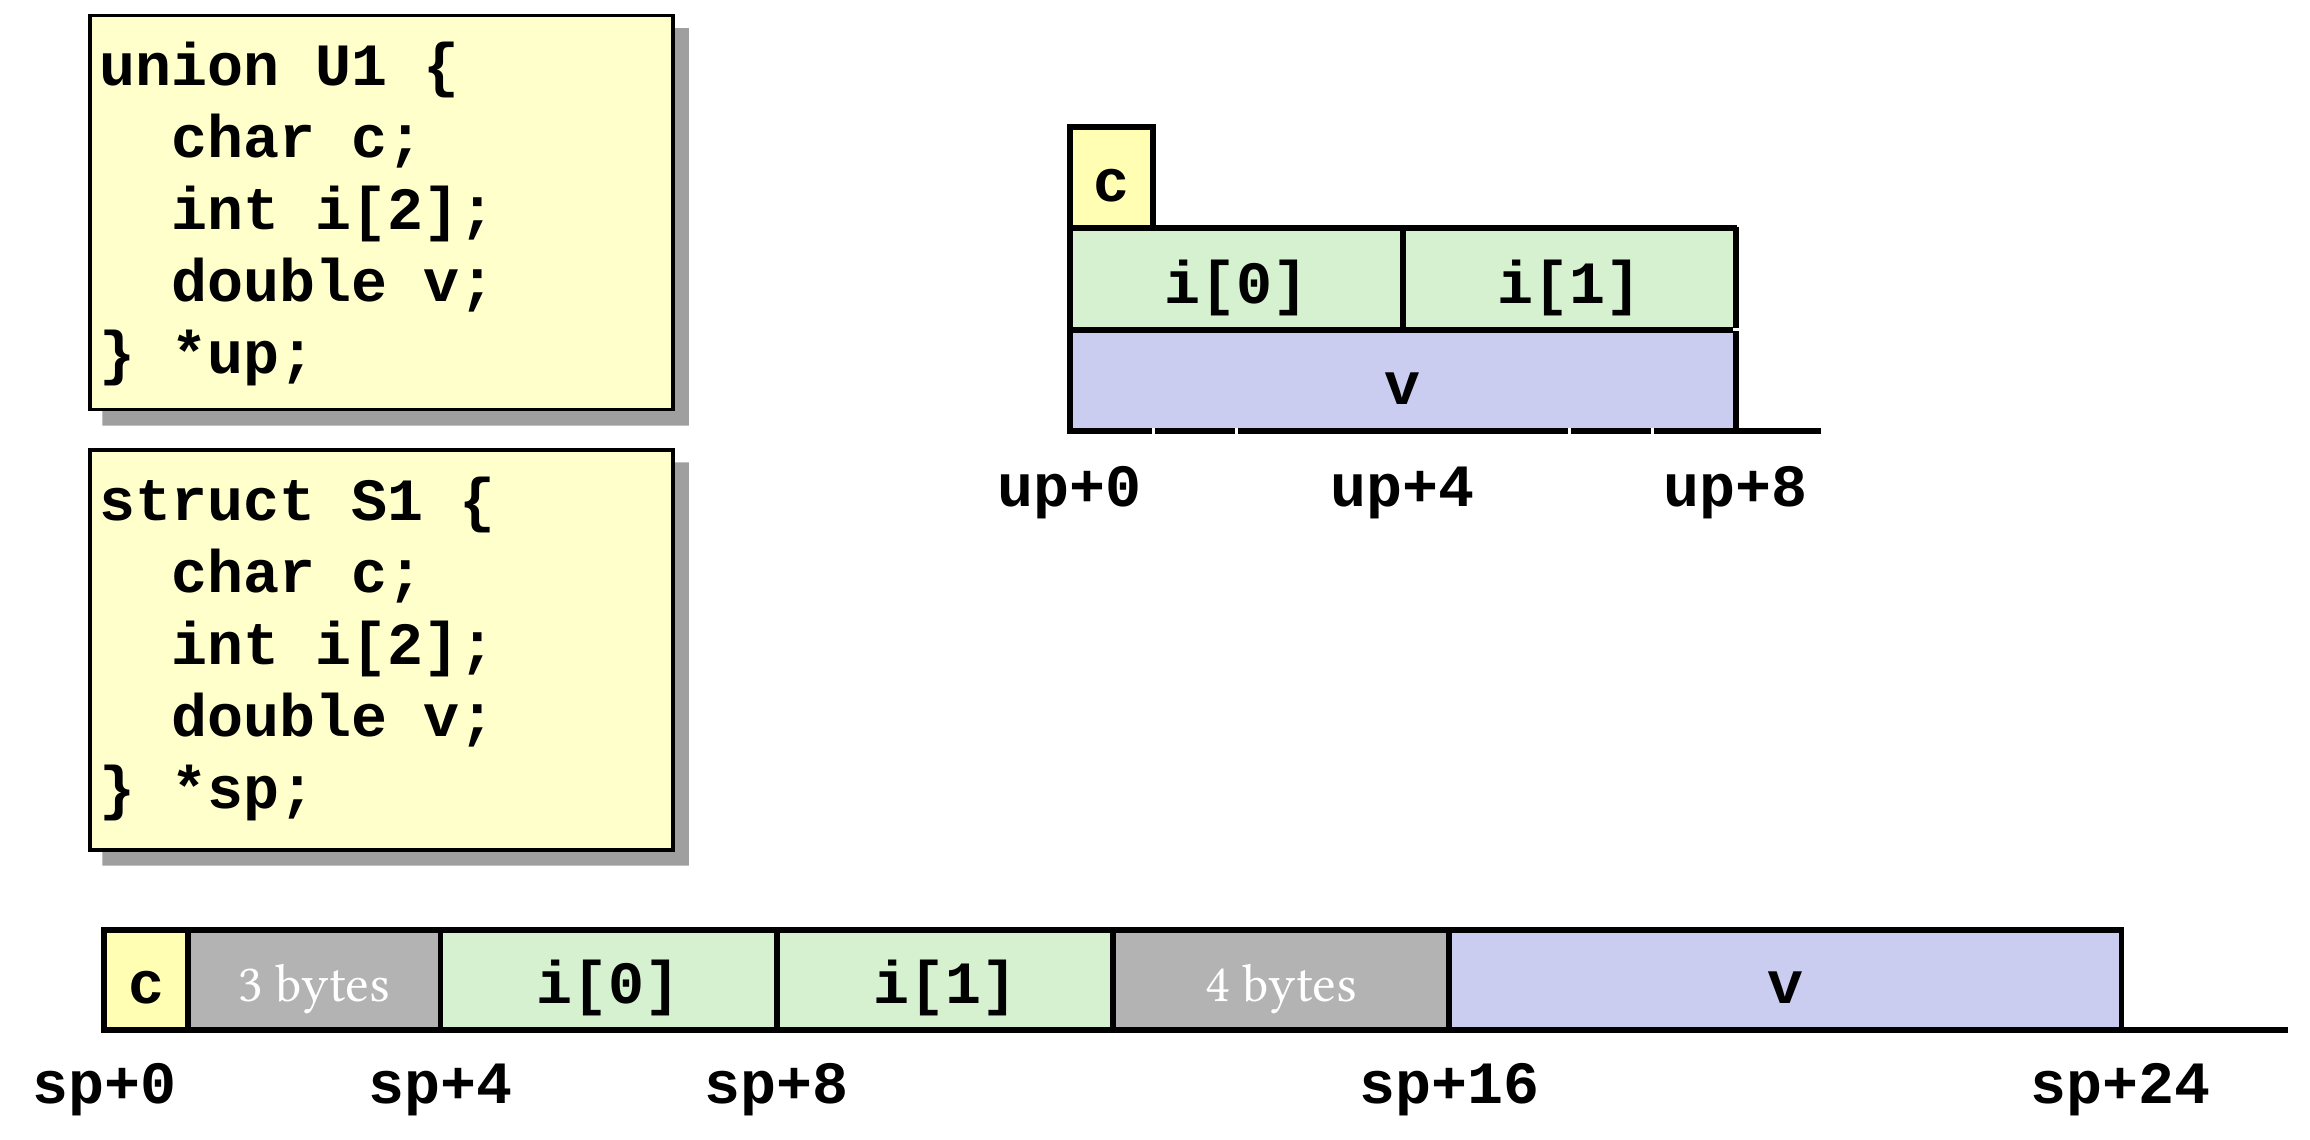 union U1 {
  char c;
  int i[2];
  double v;
} *up;
c
i[0] i[1]
v
up+0 up+4 up+8
struct S1 {
  char c;
  int i[2];
  double v;
} *sp;
c 3 bytes i[0] i[1] 4 bytes v
sp+0 sp+4 sp+8 sp+16 sp+24